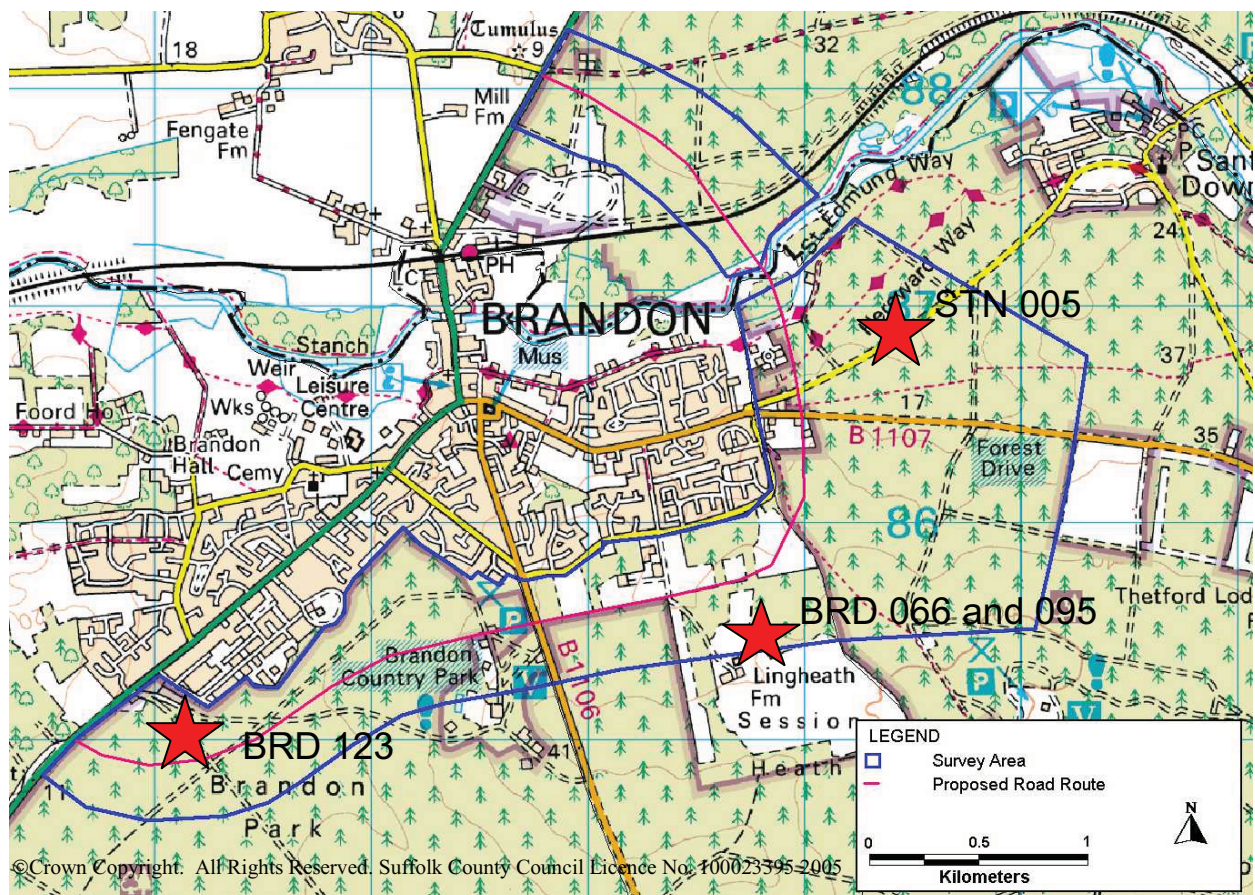 Tumulus
18
9
32
Mill
Fm
88
Fengate
Fm
PC
P
Down
St Edmund Way
24
PH
BRANDON
STN 005
Stanch
Mus
37
Weir
Leisure
Centre
Wks
17
Foord Ho
B 1107
35
Brandon
Hall
Cemy
Forest
Drive
86
Thetford Lod
BRD 066 and 095
P
Brandon
Country Park
B 1106
Lingheath
Fm
P
V
Session
LEGEND
Survey Area
Proposed Road Route
BRD 123
41
Heath
11
Brandon
Park
N
0 0.5 1
Kilometers
©Crown Copyright. All Rights Reserved. Suffolk County Council Licence No. 100023395 2005